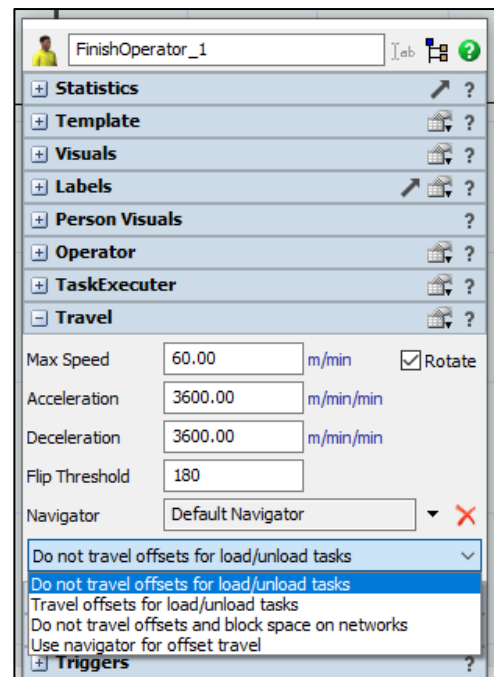 FinishOperator_1
Statistics ?
Template ?
Visuals ?
Labels ?
Person Visuals ?
Operator ?
TaskExecuter ?
Travel ?
Max Speed 60.00 m/min Rotate
Acceleration 3600.00 m/min/min
Deceleration 3600.00 m/min/min
Flip Threshold 180
Navigator Default Navigator
Do not travel offsets for load/unload tasks
Do not travel offsets for load/unload tasks
Travel offsets for load/unload tasks
Do not travel offsets and block space on networks
Use navigator for offset travel
Triggers ?